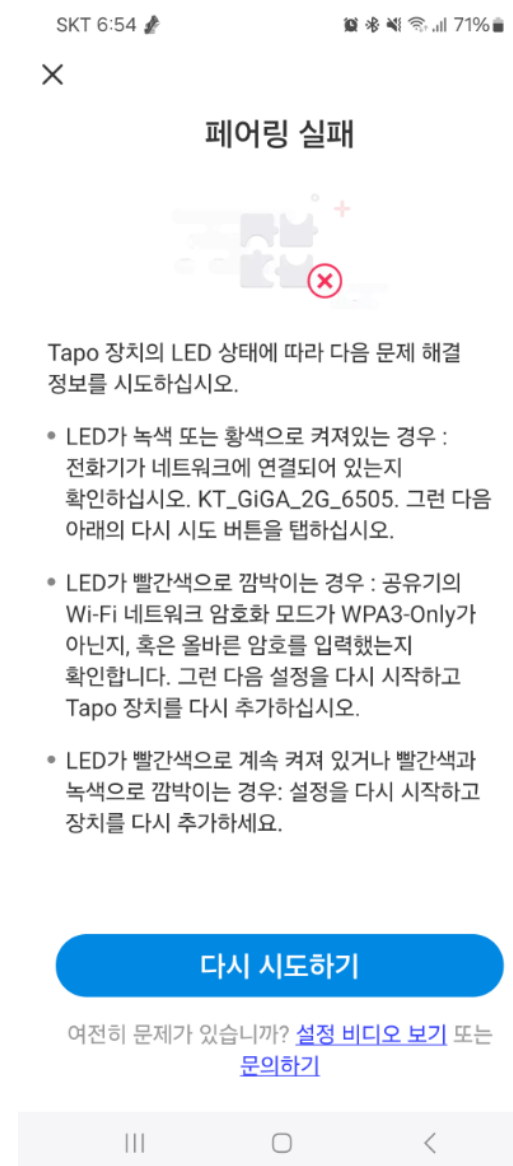 SKT 6:54
71%
페어링 실패
Tapo 장치의 LED 상태에 따라 다음 문제 해결
정보를 시도하십시오.
• LED가 녹색 또는 황색으로 켜져있는 경우 :
전화기가 네트워크에 연결되어 있는지
확인하십시오. KT_GiGA_2G_6505. 그런 다음
아래의 다시 시도 버튼을 탭하십시오.
• LED가 빨간색으로 깜박이는 경우 : 공유기의
Wi-Fi 네트워크 암호화 모드가 WPA3-Only가
아닌지, 혹은 올바른 암호를 입력했는지
확인합니다. 그런 다음 설정을 다시 시작하고
Tapo 장치를 다시 추가하십시오.
• LED가 빨간색으로 계속 켜져 있거나 빨간색과
녹색으로 깜박이는 경우: 설정을 다시 시작하고
장치를 다시 추가하세요.
다시 시도하기
여전히 문제가 있습니까? 설정 비디오 보기 또는
문의하기